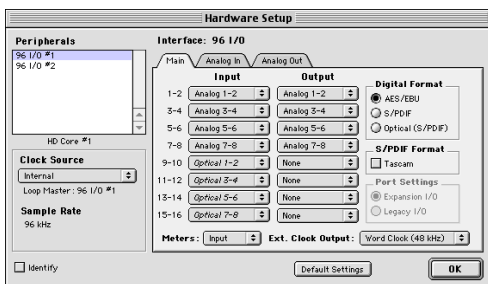 Hardware Setup
Peripherals
96 I/O #1
96 I/O #2
HD Core #1
Clock Source
Internal
Loop Master: 96 I/O #1
Sample Rate
96 kHz
Identify
Interface: 96 I/O
Main Analog In Analog Out
Input Output
1-2 Analog 1-2 Analog 1-2
3-4 Analog 3-4 Analog 3-4
5-6 Analog 5-6 Analog 5-6
7-8 Analog 7-8 Analog 7-8
9-10 Optical 1-2 None
11-12 Optical 3-4 None
13-14 Optical 5-6 None
15-16 Optical 7-8 None
Digital Format
AES/EBU
S/PDIF
Optical (S/PDIF)
S/PDIF Format
Tascam
Port Settings
Expansion I/O
Legacy I/O
Meters: Input Ext. Clock Output: Word Clock (48 kHz)
Default Settings OK